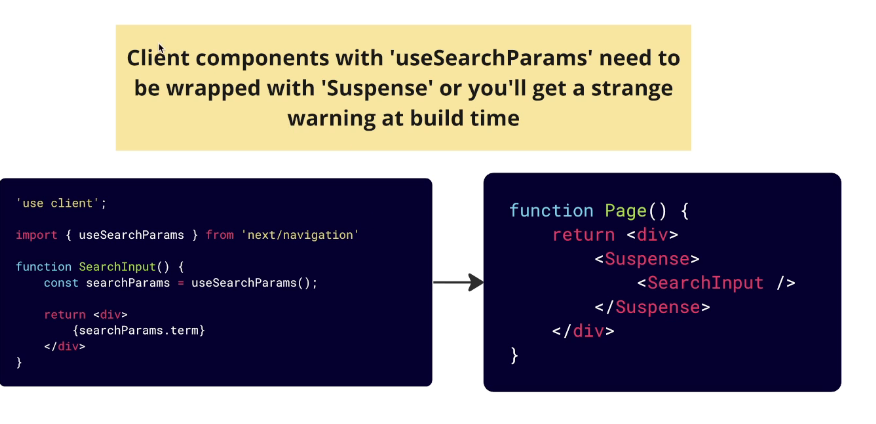 Client components with 'useSearchParams' need to
be wrapped with 'Suspense' or you'll get a strange
warning at build time
'use client';
import { useSearchParams } from 'next/navigation'
function SearchInput() {
    const searchParams = useSearchParams();
    return <div>
        {searchParams.term}
    </div>
}
function Page() {
    return <div>
        <Suspense>
            <SearchInput />
        </Suspense>
    </div>
}